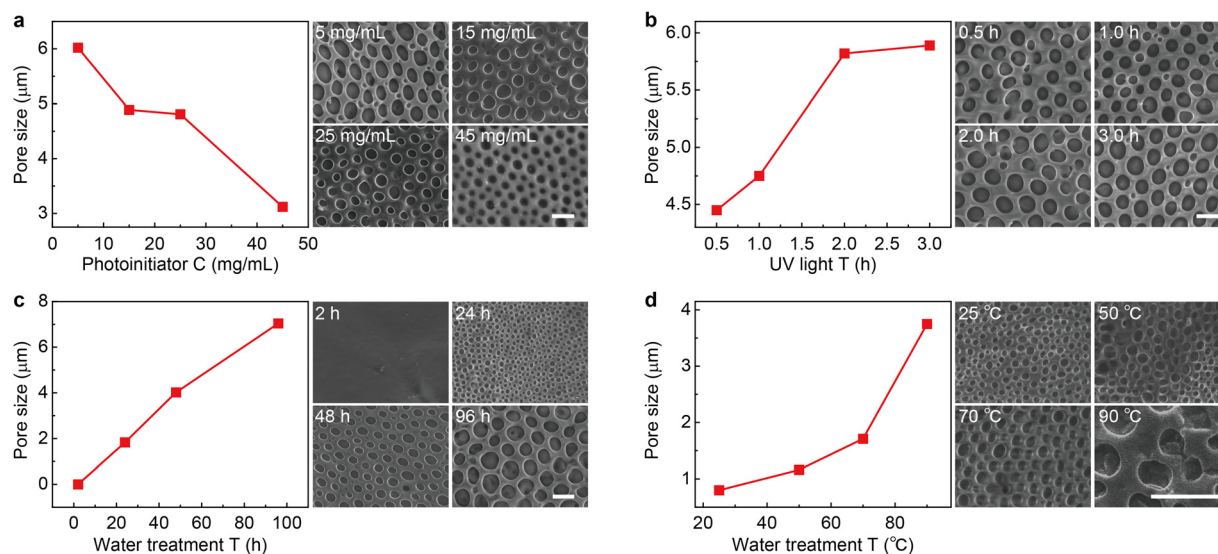 a
6
5
4
3
0 10 20 30 40 50
Pore size (μm)
Photoinitiator C (mg/mL)
5 mg/mL
15 mg/mL
25 mg/mL
45 mg/mL
b
6.0
5.5
5.0
4.5
0.5 1.0 1.5 2.0 2.5 3.0
Pore size (μm)
UV light T (h)
0.5 h
1.0 h
2.0 h
3.0 h
c
8
6
4
2
0
0 20 40 60 80 100
Pore size (μm)
Water treatment T (h)
2 h
24 h
48 h
96 h
d
4
3
2
1
20 40 60 80
Pore size (μm)
Water treatment T (℃)
25 ℃
50 ℃
70 ℃
90 ℃